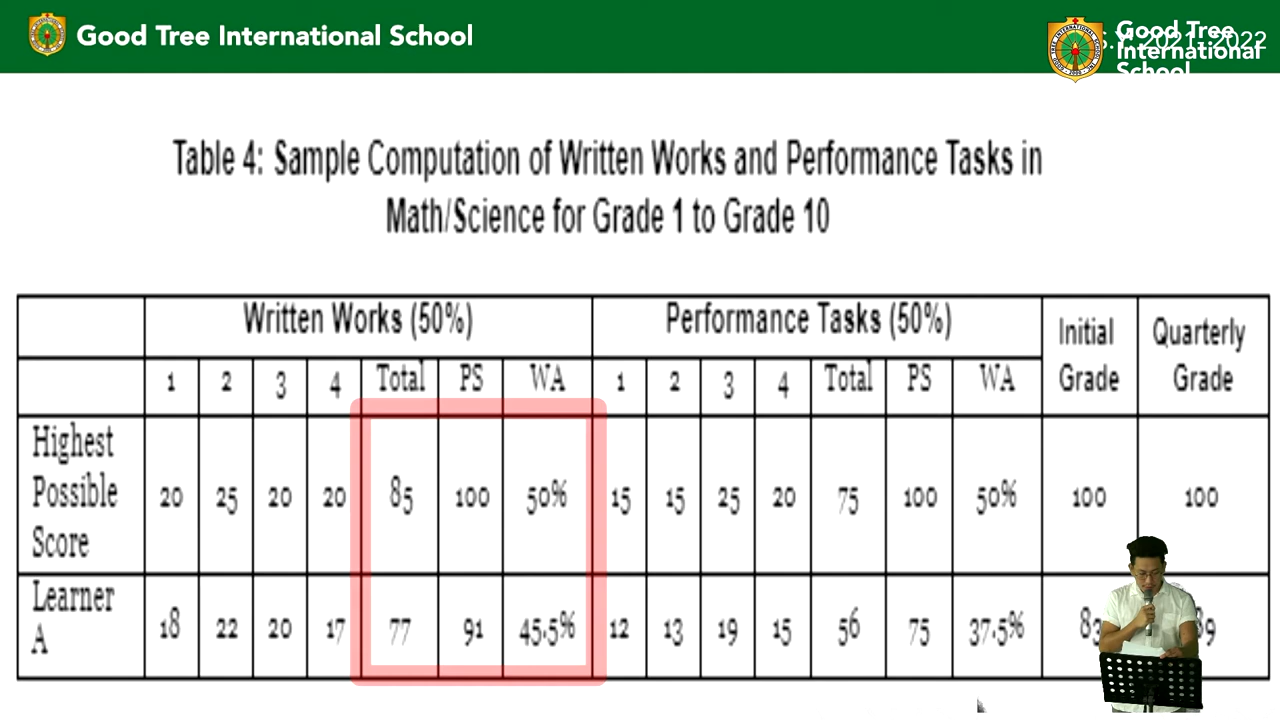 Good Tree International School
S.Y. 2021-2022
Good Tree
International
School
Table 4: Sample Computation of Written Works and Performance Tasks in
Math/Science for Grade 1 to Grade 10
Written Works (50%) Performance Tasks (50%) Initial Grade Quarterly Grade
1 2 3 4 Total PS WA 1 2 3 4 Total PS WA
Highest Possible Score 20 25 20 20 85 100 50% 15 15 25 20 75 100 50% 100 100
Learner A 18 22 20 17 77 91 45.5% 12 13 19 15 56 75 37.5% 83 89